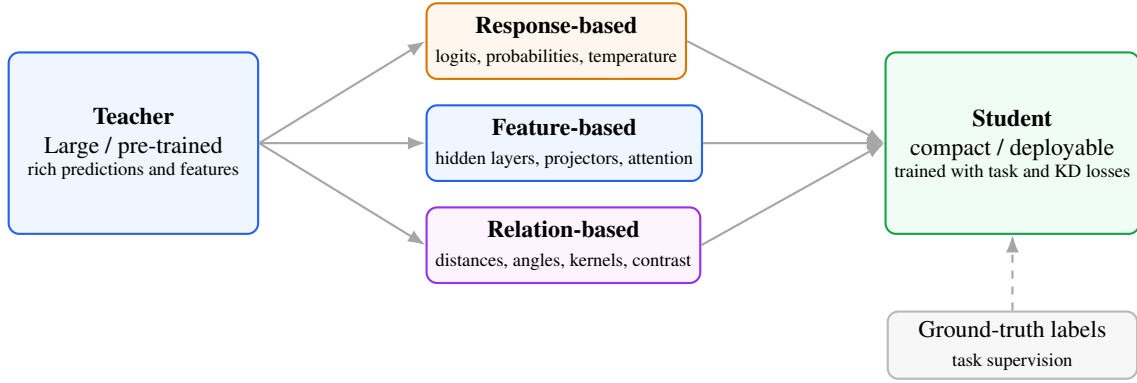 Teacher
Large / pre-trained
rich predictions and features
Response-based
logits, probabilities, temperature
Feature-based
hidden layers, projectors, attention
Relation-based
distances, angles, kernels, contrast
Student
compact / deployable
trained with task and KD losses
Ground-truth labels
task supervision